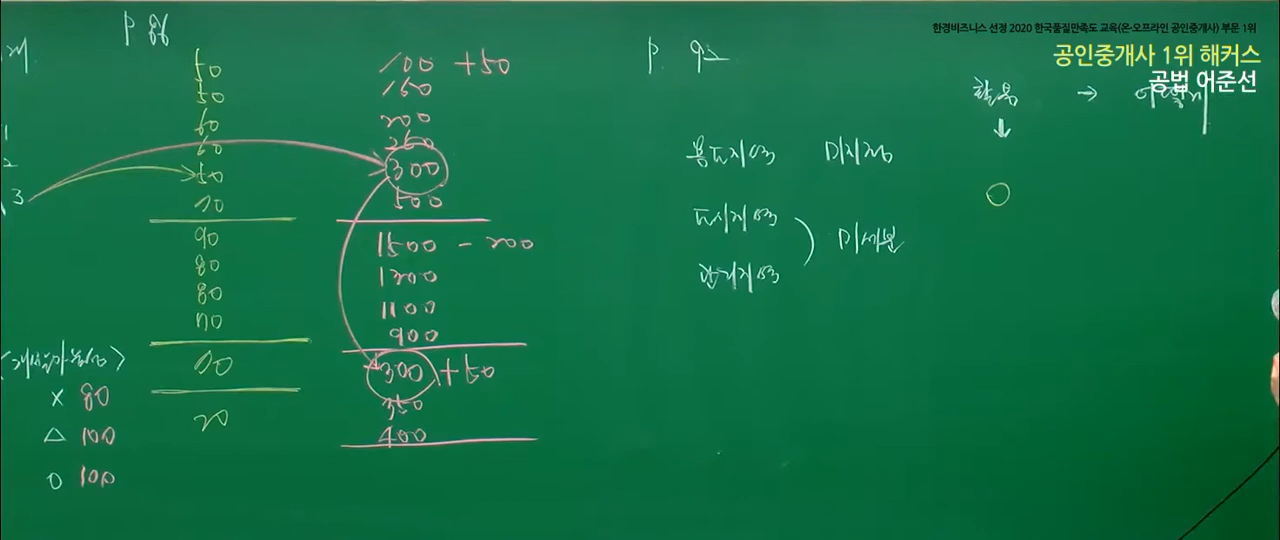 한경비즈니스 선정 2020 한국품질만족도 교육(온·오프라인 공인중개사) 부문 1위
공인중개사 1위 해커스
공법 어준선
P
50
50
60
60
50
70
90
80
80
70
20
20
100 +50
150
200
250
300
500
1500 - 200
1200
1100
900
300 +50
350
400
1
2
3
x 80
△ 100
○ 100
P. 92
활용 →
↓
○
용도지역 미지정
도시지역
관리지역
) 미세분